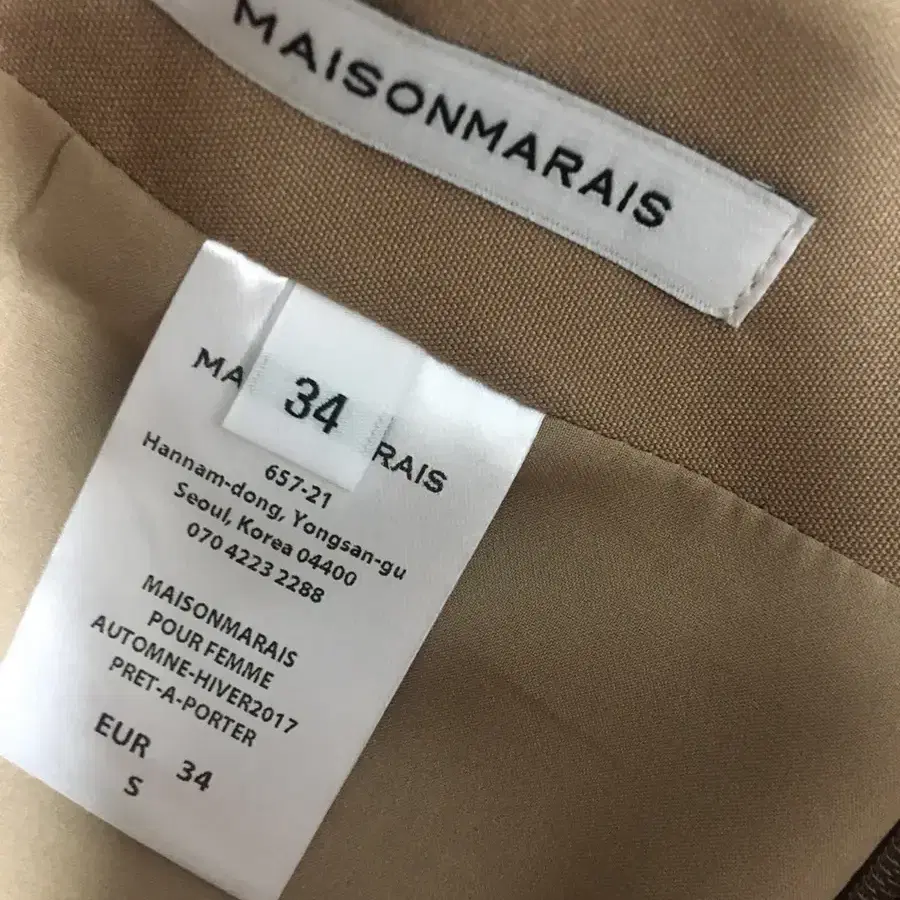 MAISONMARAIS
34
MA RAIS
657-21
Hannam-dong, Yongsan-gu
Seoul, Korea 04400
070 4223 2288
MAISONMARAIS
POUR FEMME
AUTOMNE-HIVER2017
PRET-A-PORTER
EUR 34
S